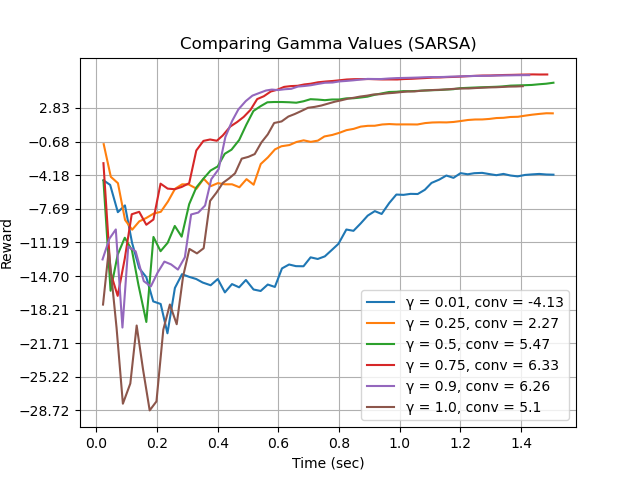 Comparing Gamma Values (SARSA)
Reward
2.83
−0.68
−4.18
−7.69
−11.19
−14.70
−18.21
−21.71
−25.22
−28.72
γ = 0.01, conv = -4.13
γ = 0.25, conv = 2.27
γ = 0.5, conv = 5.47
γ = 0.75, conv = 6.33
γ = 0.9, conv = 6.26
γ = 1.0, conv = 5.1
0.0 0.2 0.4 0.6 0.8 1.0 1.2 1.4
Time (sec)